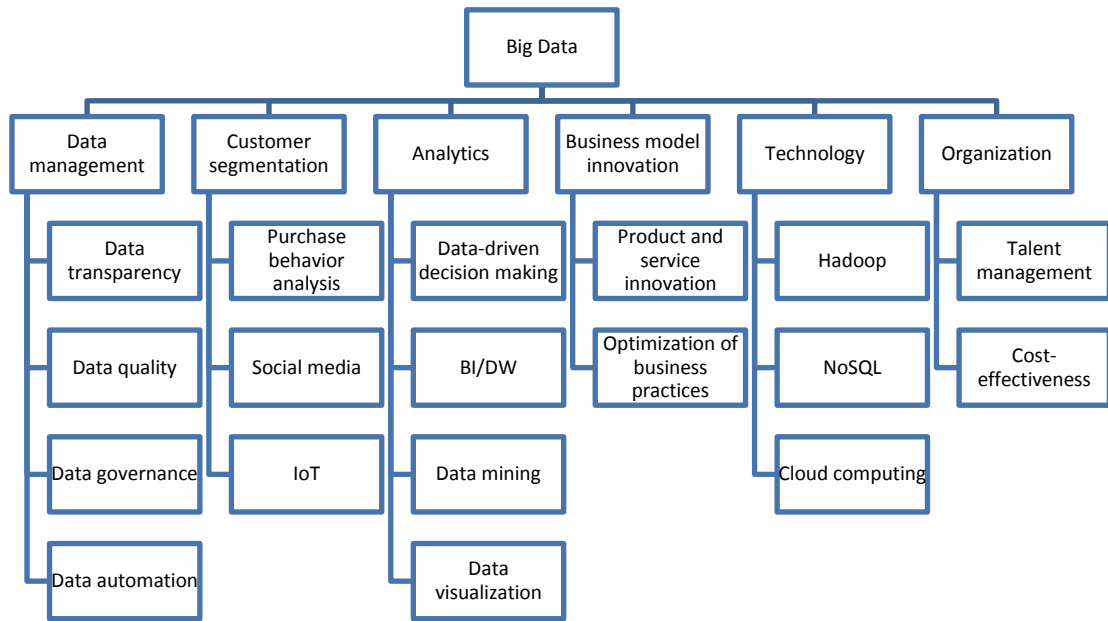 Big Data
Data
management
Customer
segmentation
Analytics
Business model
innovation
Technology
Organization
Data
transparency
Data quality
Data governance
Data automation
Purchase
behavior
analysis
Social media
IoT
Data-driven
decision making
BI/DW
Data mining
Data
visualization
Product and
service
innovation
Optimization of
business
practices
Hadoop
NoSQL
Cloud computing
Talent
management
Cost-
effectiveness